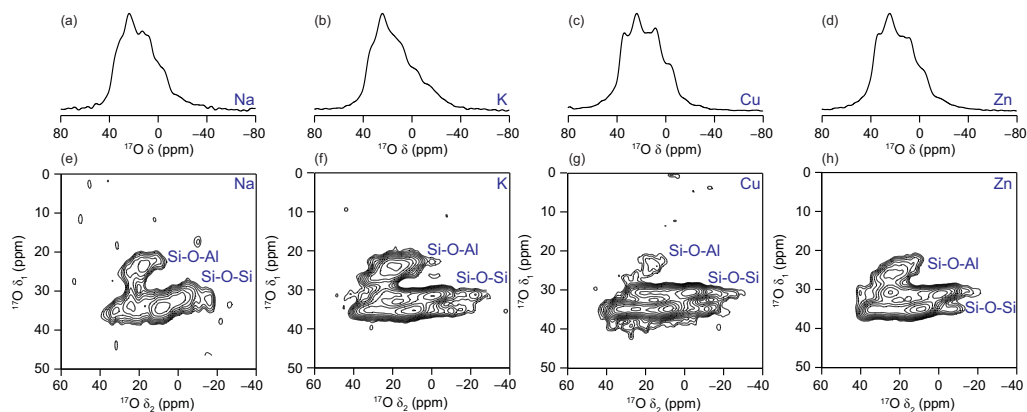 (a) (b) (c) (d)
Na K Cu Zn
80 40 0 −40 −80 80 40 0 −40 −80 80 40 0 −40 −80 80 40 0 −40 −80
¹⁷O δ (ppm) ¹⁷O δ (ppm) ¹⁷O δ (ppm) ¹⁷O δ (ppm)
(e) (f) (g) (h)
Na K Cu Zn
0 0 0 0
10 10 10 10
20 20 20 20
30 30 30 30
40 40 40 40
50 50 50 50
Si-O-Al Si-O-Al Si-O-Al Si-O-Al
Si-O-Si Si-O-Si Si-O-Si Si-O-Si
¹⁷O δ₁ (ppm) ¹⁷O δ₁ (ppm) ¹⁷O δ₁ (ppm) ¹⁷O δ₁ (ppm)
60 40 20 0 −20 −40 60 40 20 0 −20 −40 60 40 20 0 −20 −40 60 40 20 0 −20 −40
¹⁷O δ₂ (ppm) ¹⁷O δ₂ (ppm) ¹⁷O δ₂ (ppm) ¹⁷O δ₂ (ppm)